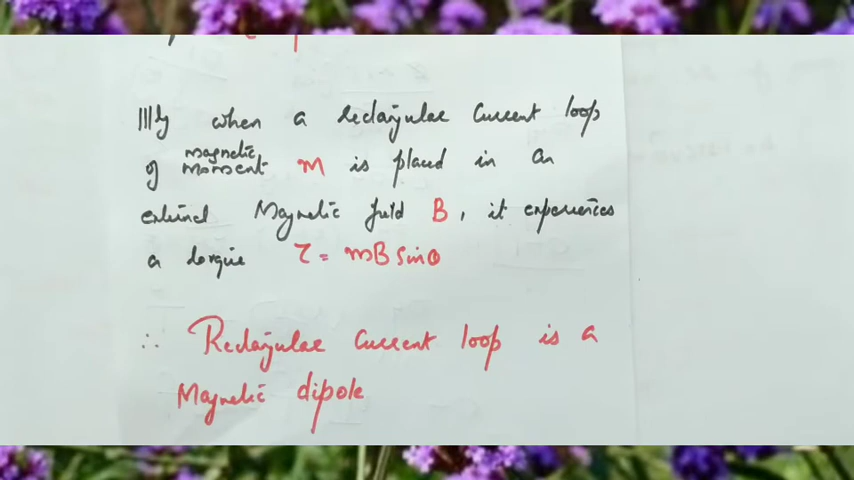 IIIly when a rectangular current loop
of magnetic moment m is placed in an
external Magnetic field B, it experiences
a torque τ = mB sinθ
∴ Rectangular current loop is a
Magnetic dipole